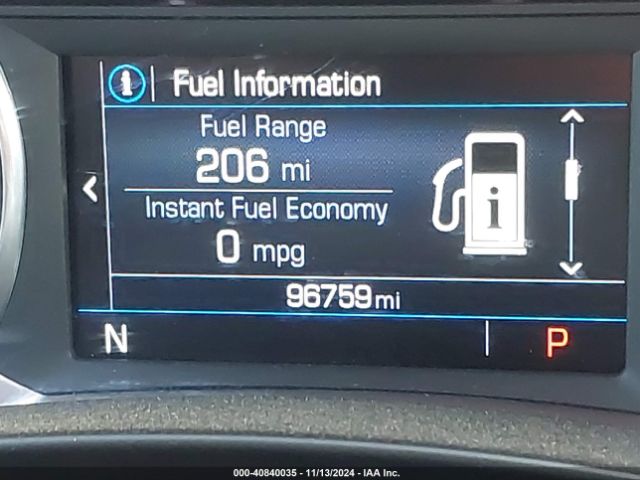 i Fuel Information
Fuel Range
206 mi
i
Instant Fuel Economy
0 mpg
96759 mi
N P
000-40840035 - 11/13/2024 - IAA Inc.